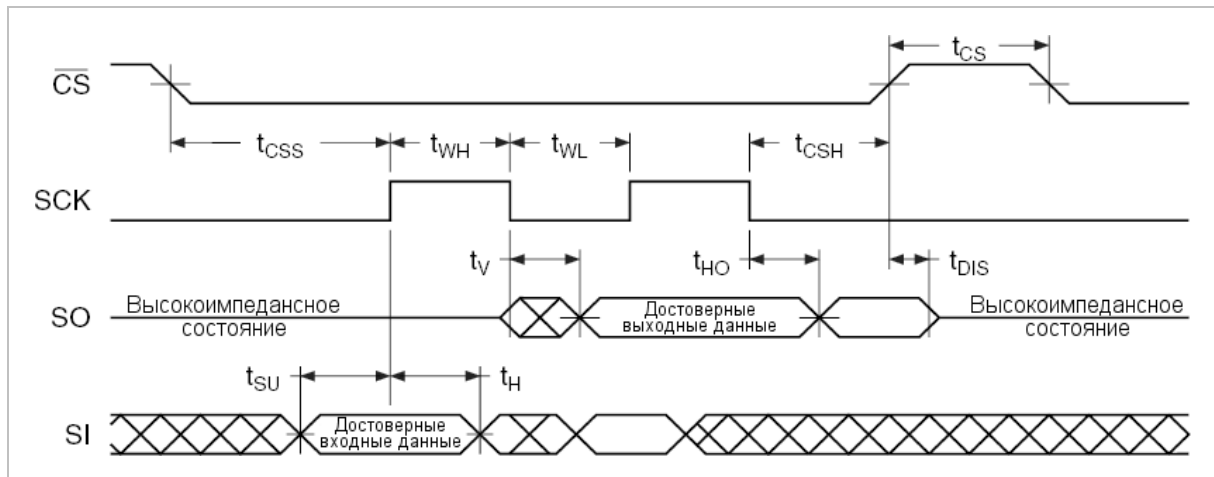 CS
tCS
tCSS
tWH
tWL
tCSH
SCK
tV
tHO
tDIS
SO
Высокоимпедансное
состояние
Достоверные
выходные данные
Высокоимпедансное
состояние
tSU
tH
SI
Достоверные
входные данные